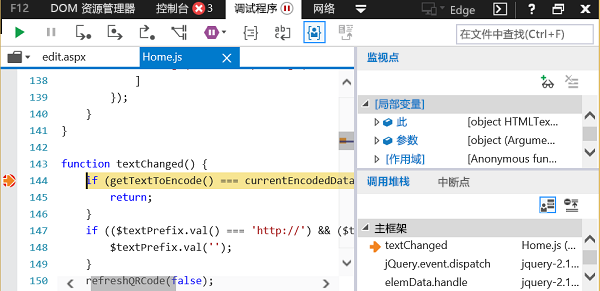 F12 DOM 资源管理器 控制台 3 调试程序 网络 Edge
在文件中查找(Ctrl+F)
edit.aspx Home.js
138 ]
139 });
140 }
141 }
142
143 function textChanged() {
144 if (getTextToEncode() === currentEncodedData
145 return;
146 }
147 if (($textPrefix.val() === 'http://') && ($t
148 $textPrefix.val('');
149 }
150 refreshQRCode(false);
监视点
[局部变量]
此 [object HTMLTex...
参数 [object (Argume...
[作用域] [Anonymous fun...
调用堆栈 中断点
主框架
textChanged Home.js (...
jQuery.event.dispatch jquery-2.1...
elemData.handle jquery-2.1...